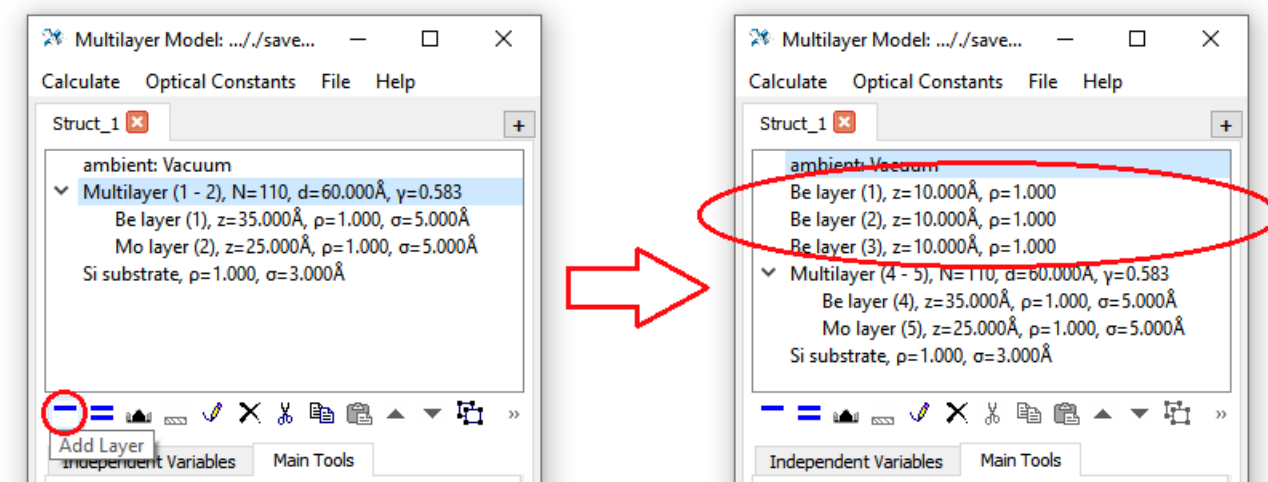 Multilayer Model: ..././save...
Calculate Optical Constants File Help
Struct_1
+
ambient: Vacuum
Multilayer (1 - 2), N=110, d=60.000Å, γ=0.583
Be layer (1), z=35.000Å, ρ=1.000, σ=5.000Å
Mo layer (2), z=25.000Å, ρ=1.000, σ=5.000Å
Si substrate, ρ=1.000, σ=3.000Å
»
Add Layer
Independent Variables Main Tools
Multilayer Model: ..././save...
Calculate Optical Constants File Help
Struct_1
+
ambient: Vacuum
Be layer (1), z=10.000Å, ρ=1.000
Be layer (2), z=10.000Å, ρ=1.000
Be layer (3), z=10.000Å, ρ=1.000
Multilayer (4 - 5), N=110, d=60.000Å, γ=0.583
Be layer (4), z=35.000Å, ρ=1.000, σ=5.000Å
Mo layer (5), z=25.000Å, ρ=1.000, σ=5.000Å
Si substrate, ρ=1.000, σ=3.000Å
»
Independent Variables Main Tools